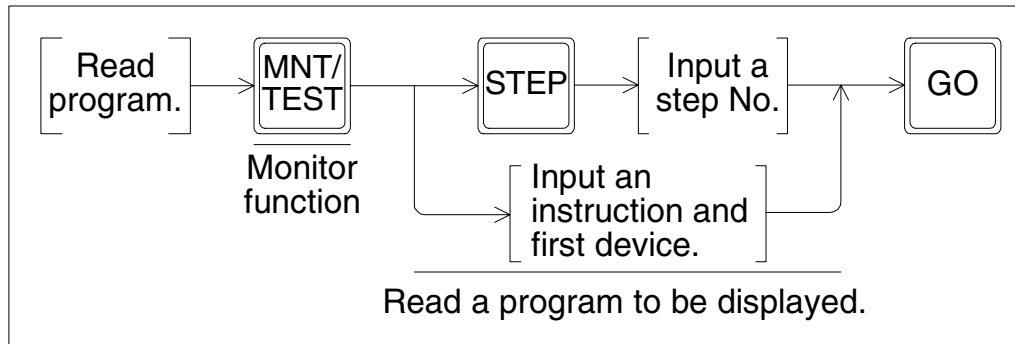 Read
program.
MNT/
TEST
STEP
Input a
step No.
GO
Monitor
function
Input an
instruction and
first device.
Read a program to be displayed.